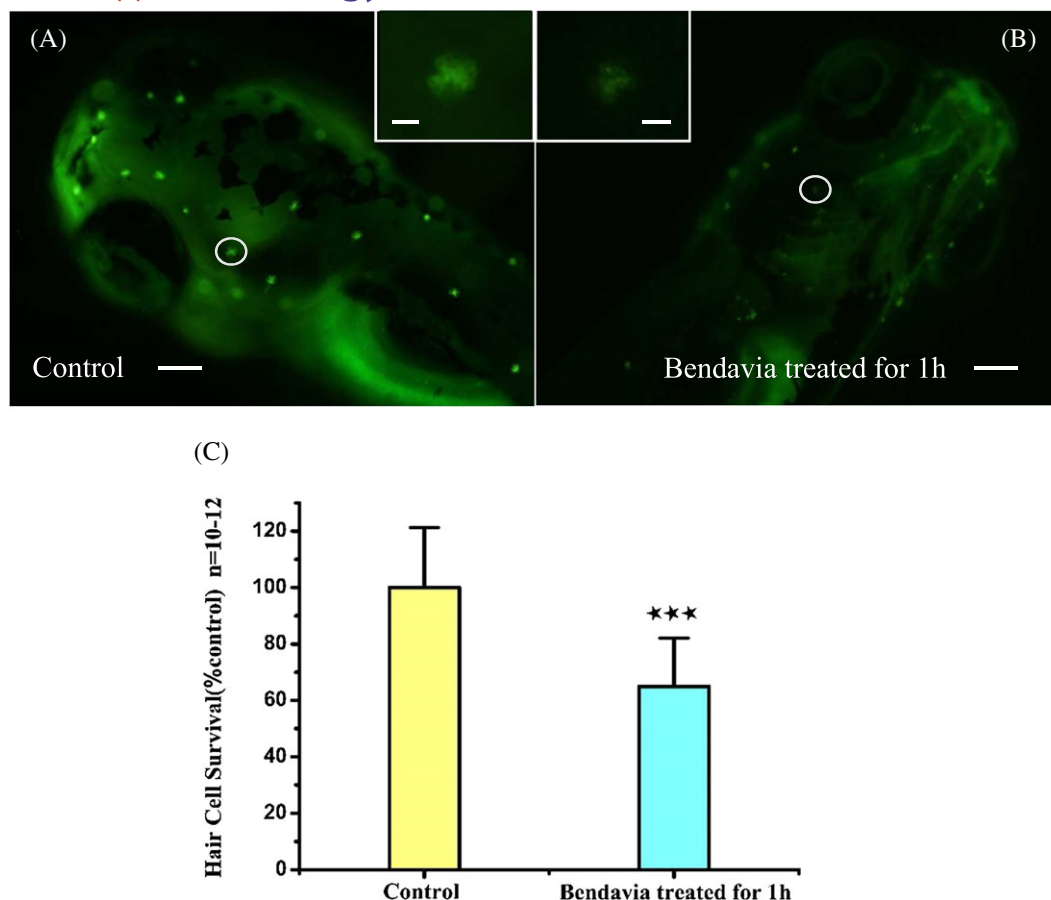 (A)
(B)
Control
Bendavia treated for 1h
(C)
Hair Cell Survival(%control) n=10-12
120
100
80
60
40
20
0
★★★
Control
Bendavia treated for 1h